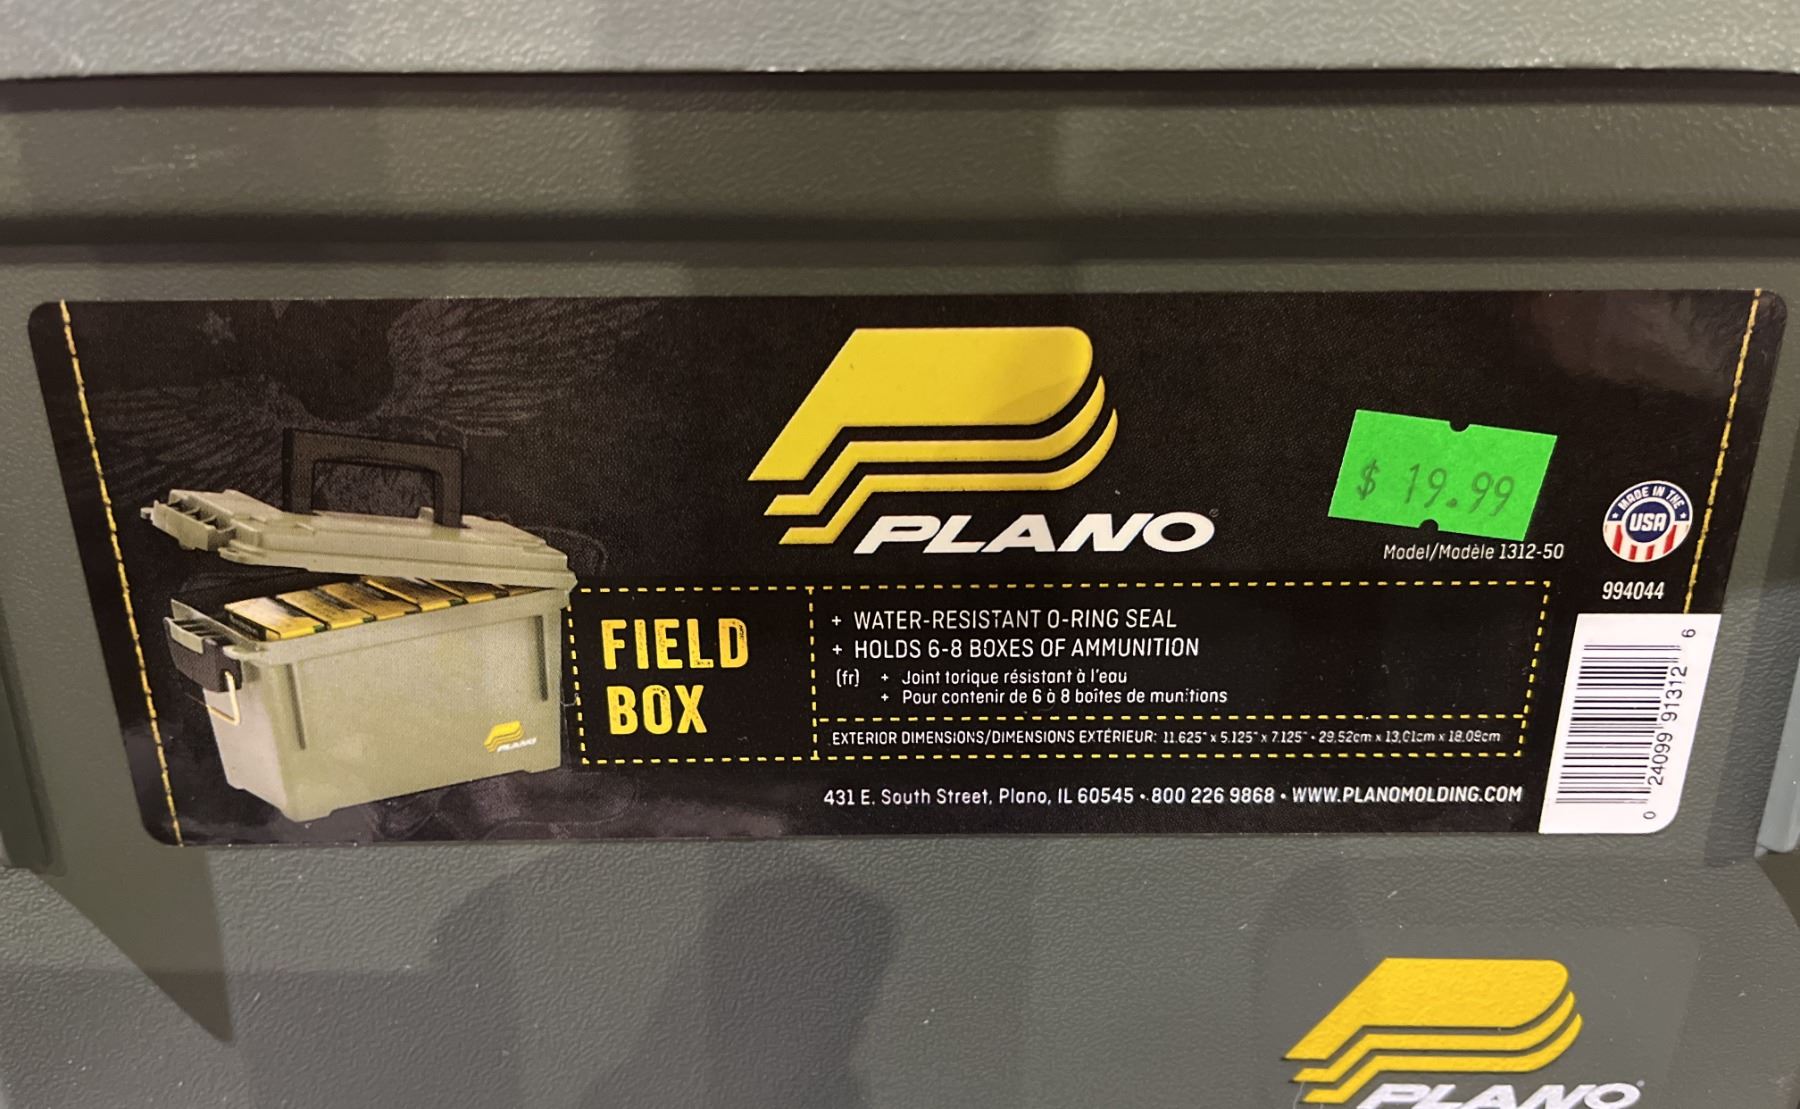 PLANO
$ 19.99
Model/Modèle 1312-50
MADE IN THE
USA
994044
FIELD
BOX
+ WATER-RESISTANT O-RING SEAL
+ HOLDS 6-8 BOXES OF AMMUNITION
(fr) + Joint torique résistant à l'eau
+ Pour contenir de 6 à 8 boîtes de munitions
EXTERIOR DIMENSIONS/DIMENSIONS EXTÉRIEUR: 11.625" x 5.125" x 7.125" • 29.52cm x 13,01cm x 18.09cm
431 E. South Street, Plano, IL 60545 • 800 226 9868 • WWW.PLANOMOLDING.COM
0 24099 91312 6
PLANO
PLANO